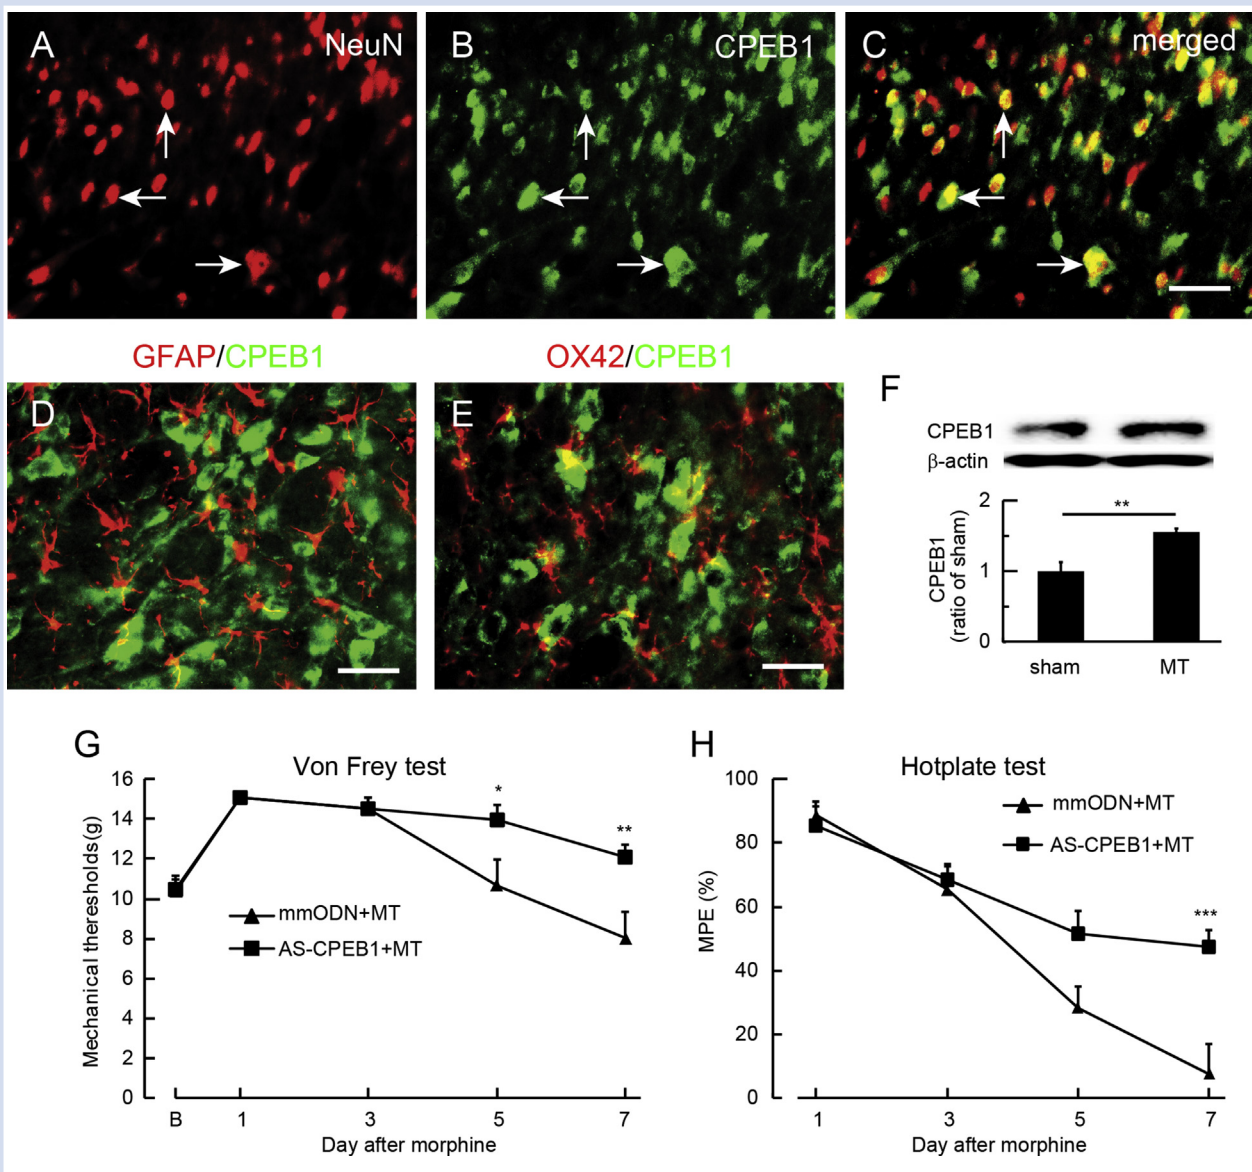 A
NeuN
B
CPEB1
C
merged
GFAP/CPEB1
OX42/CPEB1
D
E
F
CPEB1
β-actin
2
1
0
CPEB1
(ratio of sham)
**
sham
MT
G
Von Frey test
16
14
12
10
8
6
4
2
0
Mechanical theresholds(g)
*
**
mmODN+MT
AS-CPEB1+MT
B
1
3
5
7
Day after morphine
H
Hotplate test
100
80
60
40
20
0
MPE (%)
mmODN+MT
AS-CPEB1+MT
***
1
3
5
7
Day after morphine